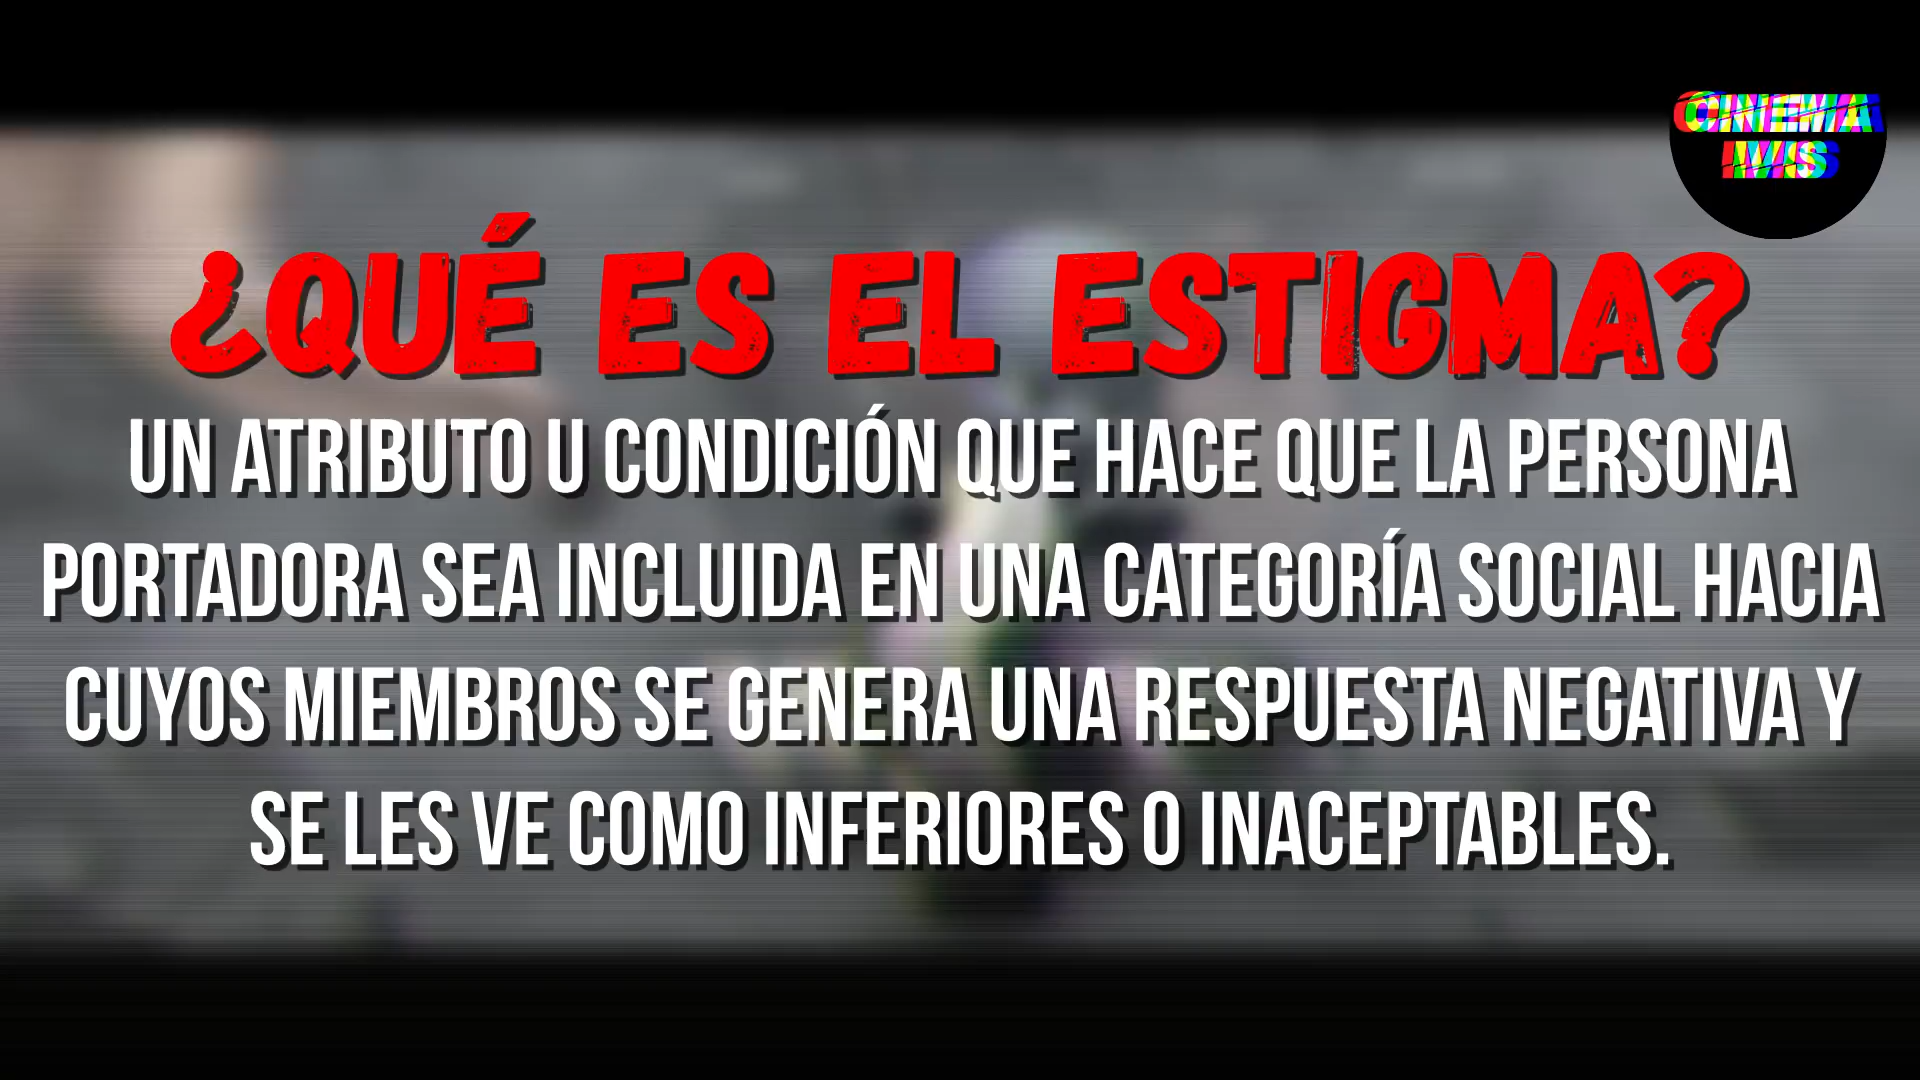 CINEMA
IMS
¿QUÉ ES EL ESTIGMA?
UN ATRIBUTO U CONDICIÓN QUE HACE QUE LA PERSONA
PORTADORA SEA INCLUIDA EN UNA CATEGORÍA SOCIAL HACIA
CUYOS MIEMBROS SE GENERA UNA RESPUESTA NEGATIVA Y
SE LES VE COMO INFERIORES O INACEPTABLES.